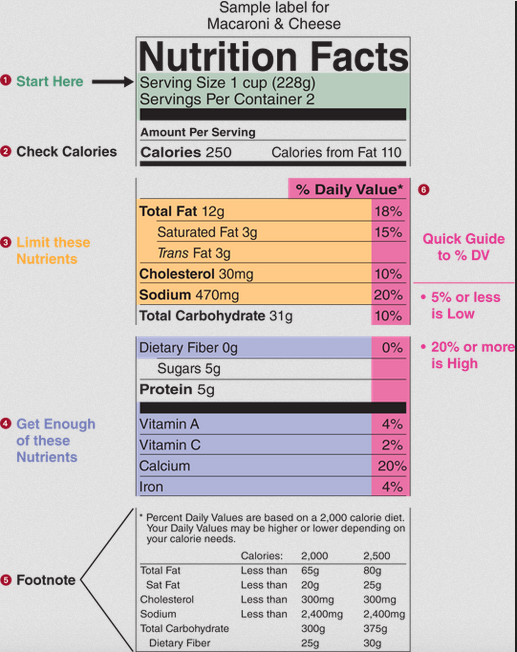 Sample label for
Macaroni & Cheese
Nutrition Facts
1 Start Here
Serving Size 1 cup (228g)
Servings Per Container 2
Amount Per Serving
2 Check Calories
Calories 250 Calories from Fat 110
% Daily Value* 6
Total Fat 12g 18%
Saturated Fat 3g 15%
Trans Fat 3g
3 Limit these
Nutrients
Cholesterol 30mg 10%
Sodium 470mg 20%
Total Carbohydrate 31g 10%
Quick Guide
to % DV
• 5% or less
is Low
• 20% or more
is High
Dietary Fiber 0g 0%
Sugars 5g
Protein 5g
4 Get Enough
of these
Nutrients
Vitamin A 4%
Vitamin C 2%
Calcium 20%
Iron 4%
5 Footnote
* Percent Daily Values are based on a 2,000 calorie diet.
Your Daily Values may be higher or lower depending on
your calorie needs.
Calories: 2,000 2,500
Total Fat Less than 65g 80g
Sat Fat Less than 20g 25g
Cholesterol Less than 300mg 300mg
Sodium Less than 2,400mg 2,400mg
Total Carbohydrate 300g 375g
Dietary Fiber 25g 30g